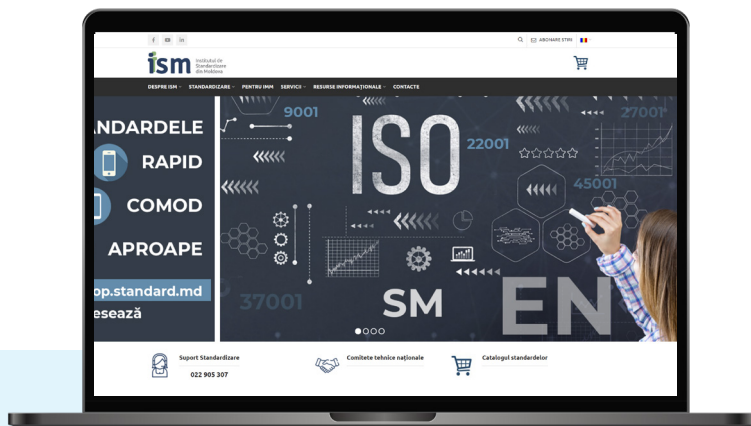 f
in
ABONARE STIRI
ism
Institutul de
Standardizare
din Moldova
DESPRE ISM
STANDARDIZARE
PENTRU IMM
SERVICII
RESURSE INFORMAȚIONALE
CONTACTE
NDARDELE
RAPID
COMOD
APROAPE
op.standard.md
esează
9001
ISO
22001
27001
45001
37001
SM
EN
Suport Standardizare
022 905 307
Comitete tehnice naționale
Catalogul standardelor